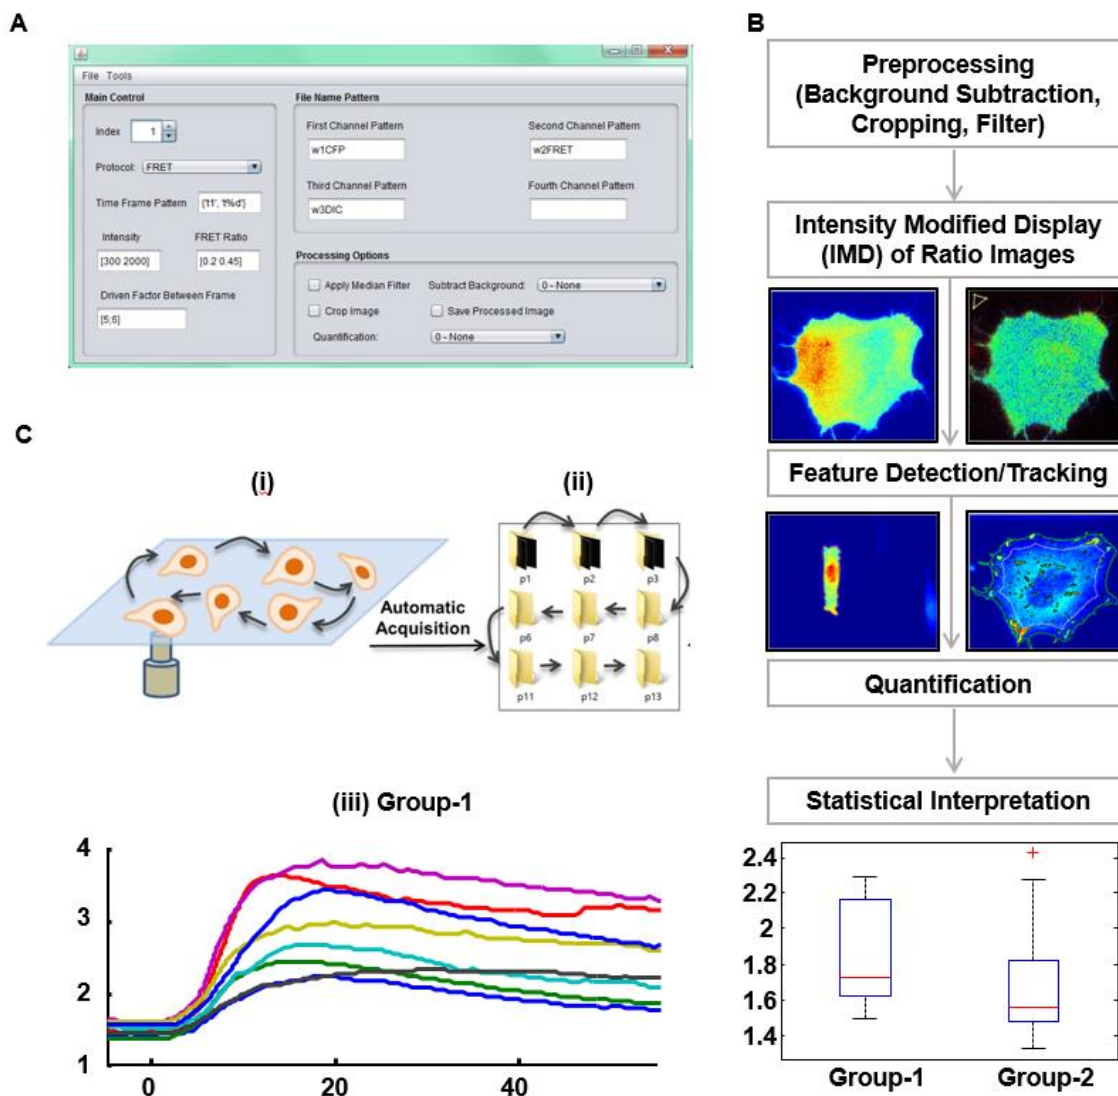 A
File Tools
Main Control
Index 1
Protocol: FRET
Time Frame Pattern {'t1', 't%d'}
Intensity FRET Ratio
[300 2000] [0.2 0.45]
Driven Factor Between Frame
[5;6]
File Name Pattern
First Channel Pattern Second Channel Pattern
w1CFP w2FRET
Third Channel Pattern Fourth Channel Pattern
w3DIC
Processing Options
Apply Median Filter Subtract Background: 0 - None
Crop Image Save Processed Image
Quantification: 0 - None
B
Preprocessing
(Background Subtraction,
Cropping, Filter)
Intensity Modified Display
(IMD) of Ratio Images
Feature Detection/Tracking
Quantification
Statistical Interpretation
2.4
2.2
2
1.8
1.6
1.4
Group-1 Group-2
C
(i) (ii)
Automatic
Acquisition
p1 p2 p3
p6 p7 p8
p11 p12 p13
(iii) Group-1
4
3
2
1
0 20 40